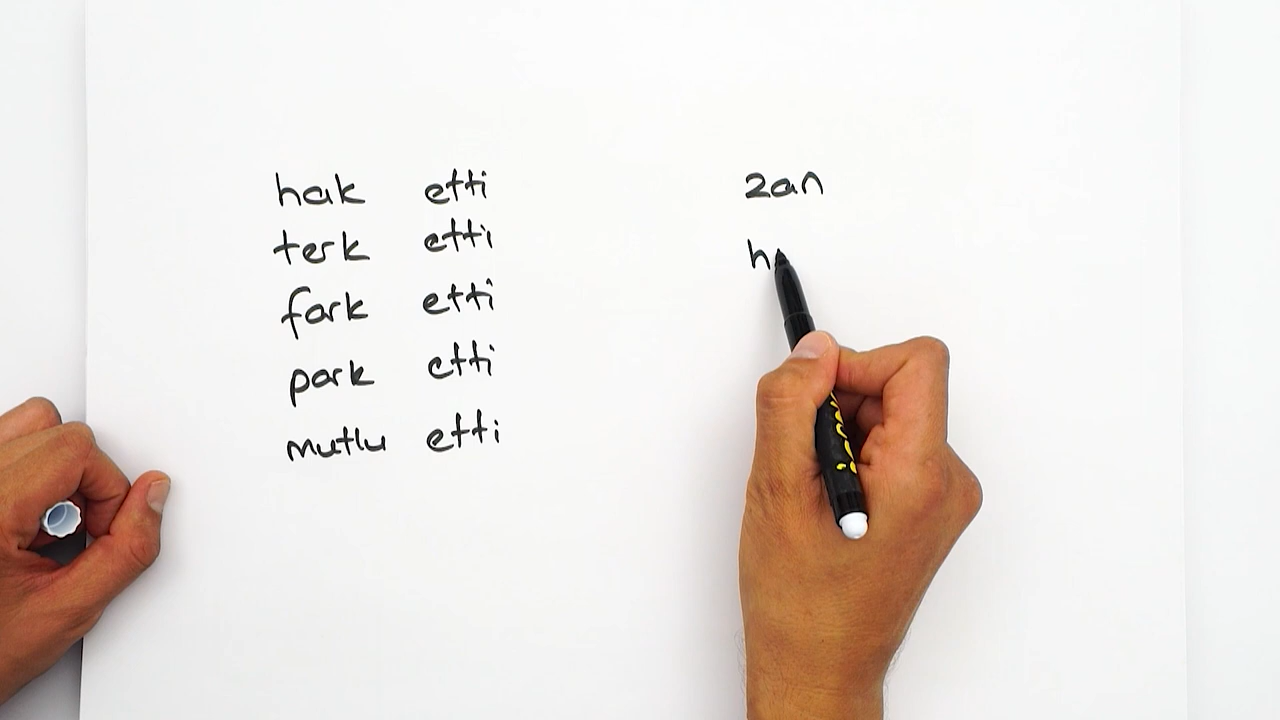 hak etti
terk etti
fark etti
park etti
mutlu etti
zan
h